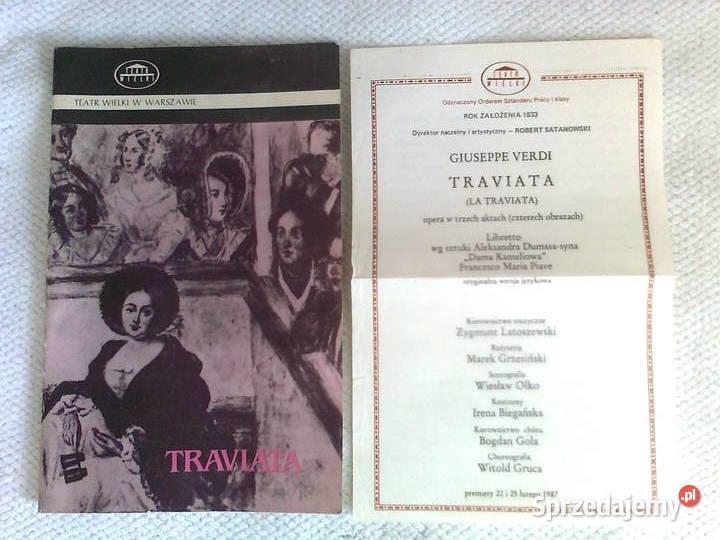 TEATR
WIELKI
TEATR WIELKI W WARSZAWIE
TRAVIATA
TEATR
WIELKI
Odznaczony Orderem Sztandaru Pracy I klasy
ROK ZAŁOŻENIA 1833
Dyrektor naczelny i artystyczny – ROBERT SATANOWSKI
GIUSEPPE VERDI
TRAVIATA
(LA TRAVIATA)
opera w trzech aktach (czterech obrazach)
Libretto
wg sztuki Aleksandra Dumasa-syna
„Dama Kameliowa"
Francesco Maria Piave
oryginalna wersja językowa
Kierownictwo muzyczne
Zygmunt Latoszewski
Reżyseria
Marek Grzesiński
Scenografia
Wiesław Olko
Kostiumy
Irena Biegańska
Kierownictwo chóru
Bogdan Gola
Choreografia
Witold Gruca
premiery 22 i 25 lutego 1987
Sprzedajemy.pl